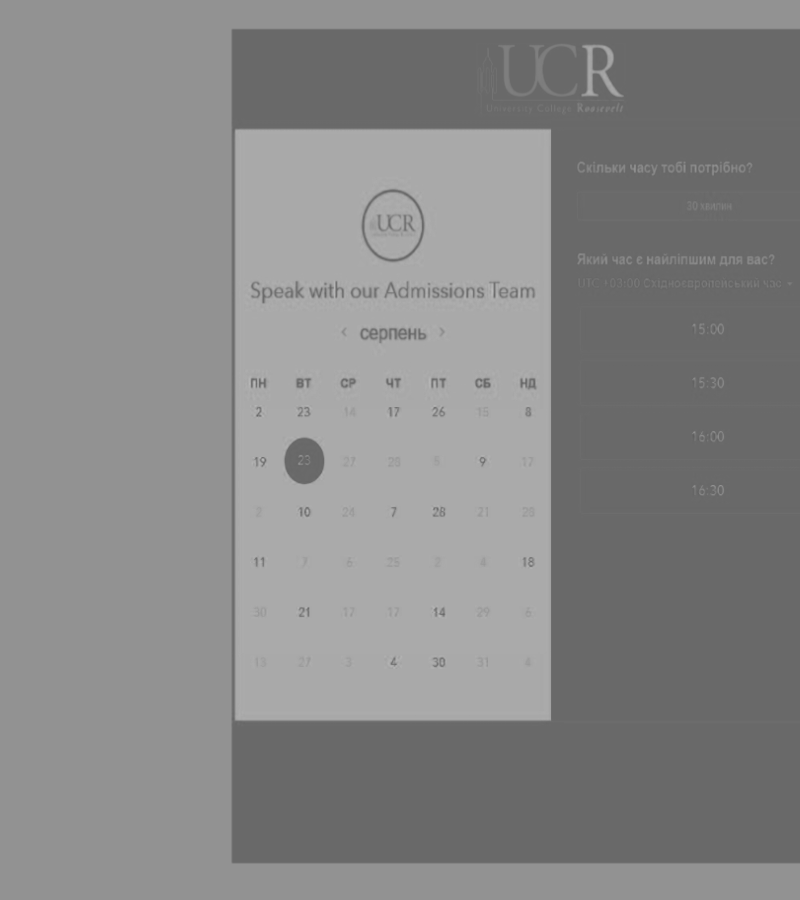 UCR
University College Roosevelt
UCR
Speak with our Admissions Team
< серпень >
ПН ВТ СР ЧТ ПТ СБ НД
2 23 14 17 26 15 8
19 23 27 28 5 9 17
2 10 24 7 28 21 28
11 7 6 25 2 4 18
30 21 17 17 14 29 6
13 27 3 4 30 31 4
Скільки часу тобі потрібно?
30 хвилин
Який час є найліпшим для вас?
UTC +03:00 Східноєвропейський час
15:00
15:30
16:00
16:30